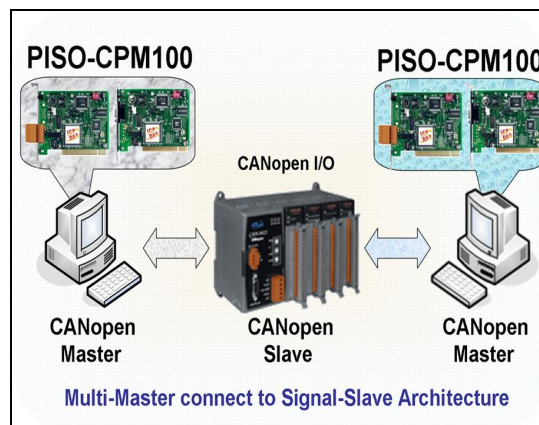 PISO-CPM100
PISO-CPM100
CANopen I/O
CANopen
Master
CANopen
Slave
CANopen
Master
Multi-Master connect to Signal-Slave Architecture